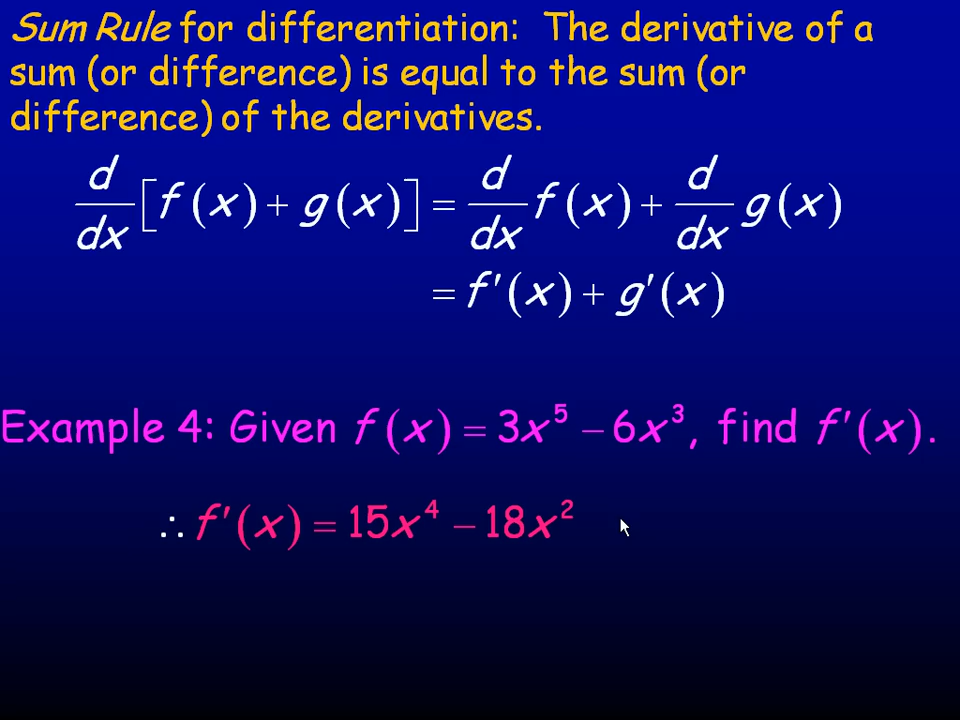 Sum Rule for differentiation: The derivative of a
sum (or difference) is equal to the sum (or
difference) of the derivatives.
d/dx [f(x) + g(x)] = d/dx f(x) + d/dx g(x)
= f′(x) + g′(x)
Example 4: Given f(x) = 3x⁵ − 6x³, find f′(x).
∴ f′(x) = 15x⁴ − 18x²